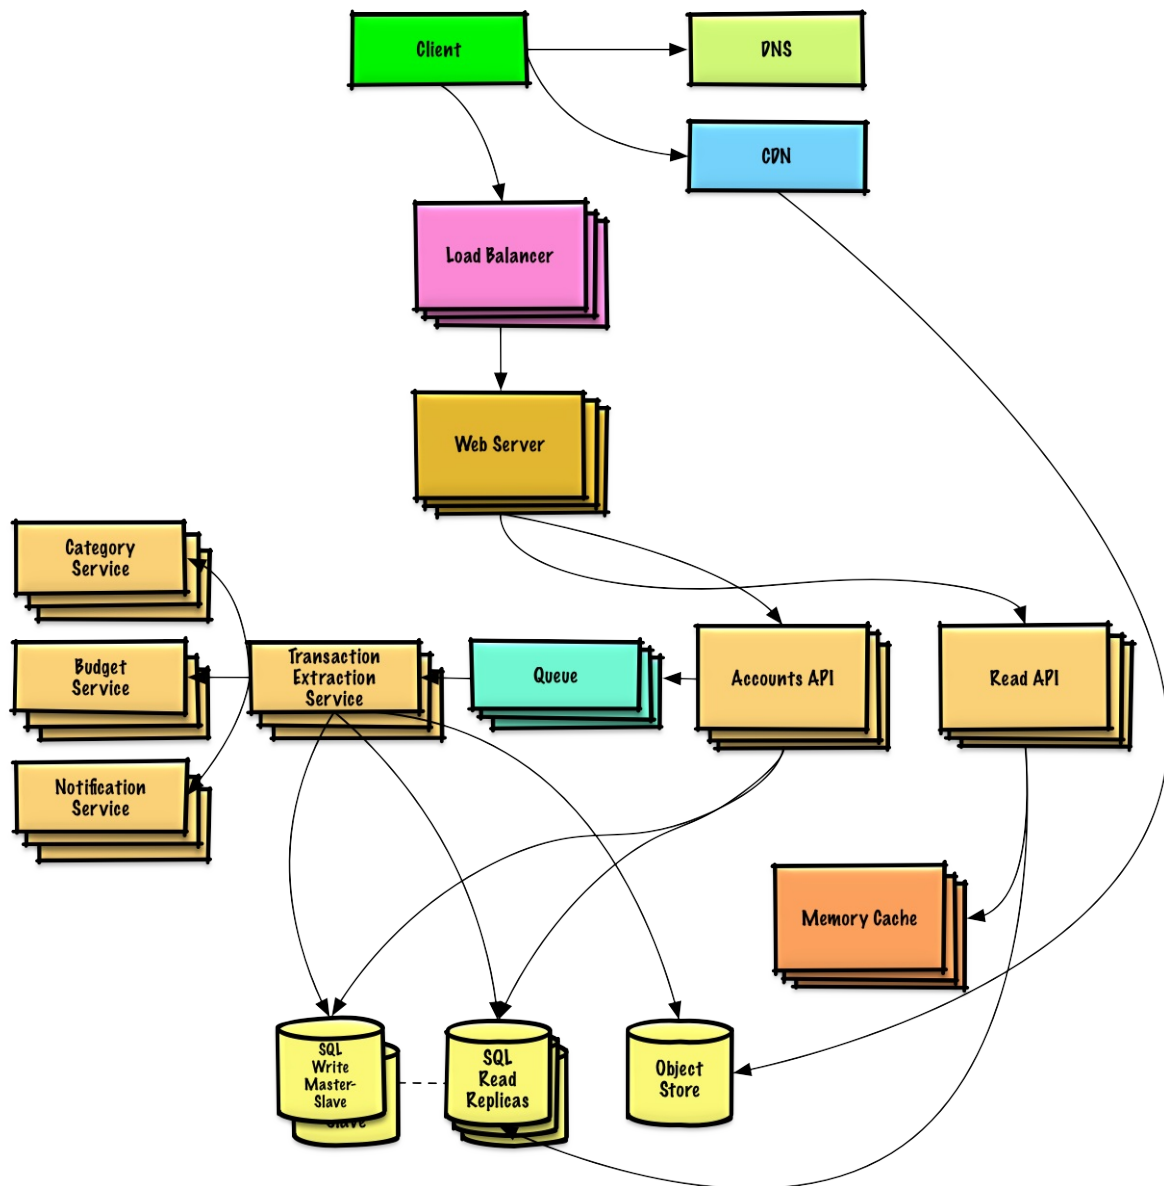 Client
DNS
CDN
Load Balancer
Web Server
Category
Service
Budget
Service
Notification
Service
Transaction
Extraction
Service
Queue
Accounts API
Read API
Memory Cache
SQL
Write
Master-
Slave
Slave
SQL
Read
Replicas
Object
Store